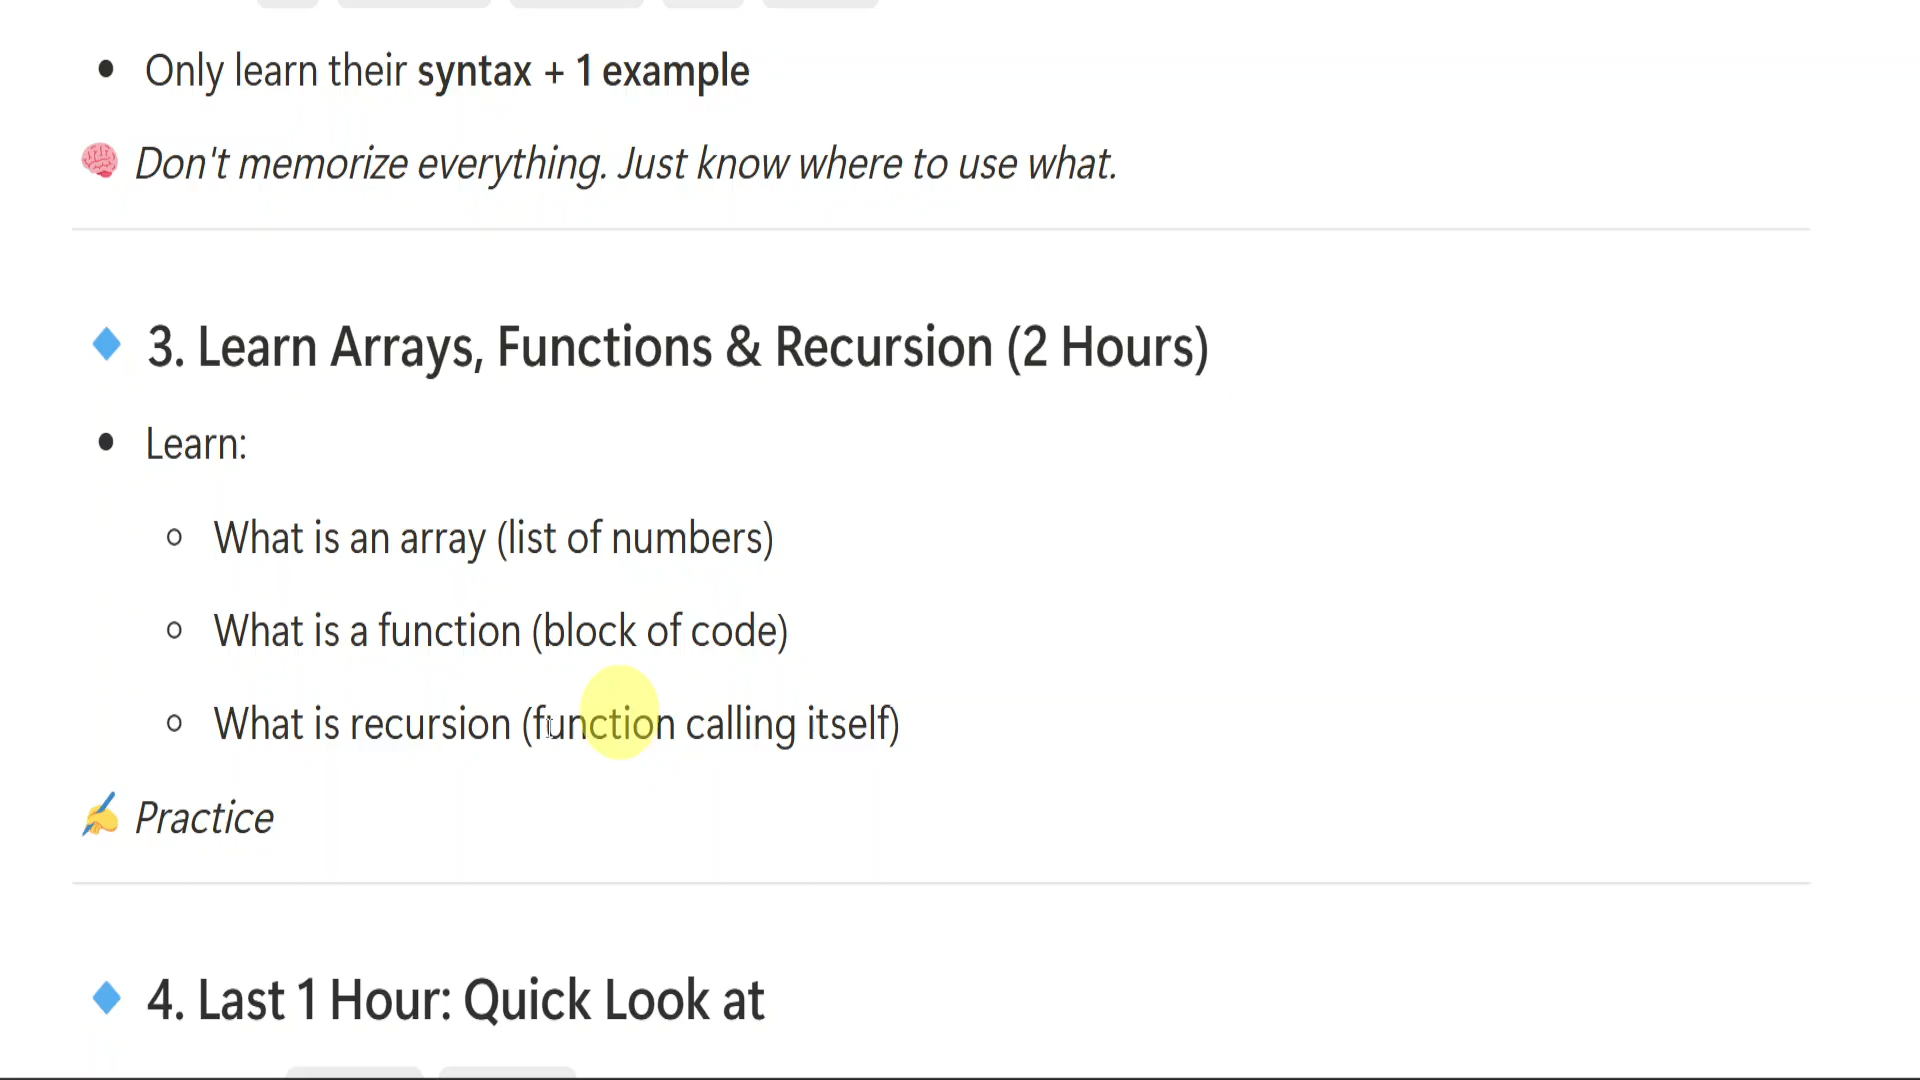 Only learn their syntax + 1 example
Don't memorize everything. Just know where to use what.
3. Learn Arrays, Functions & Recursion (2 Hours)
Learn:
What is an array (list of numbers)
What is a function (block of code)
What is recursion (function calling itself)
Practice
4. Last 1 Hour: Quick Look at